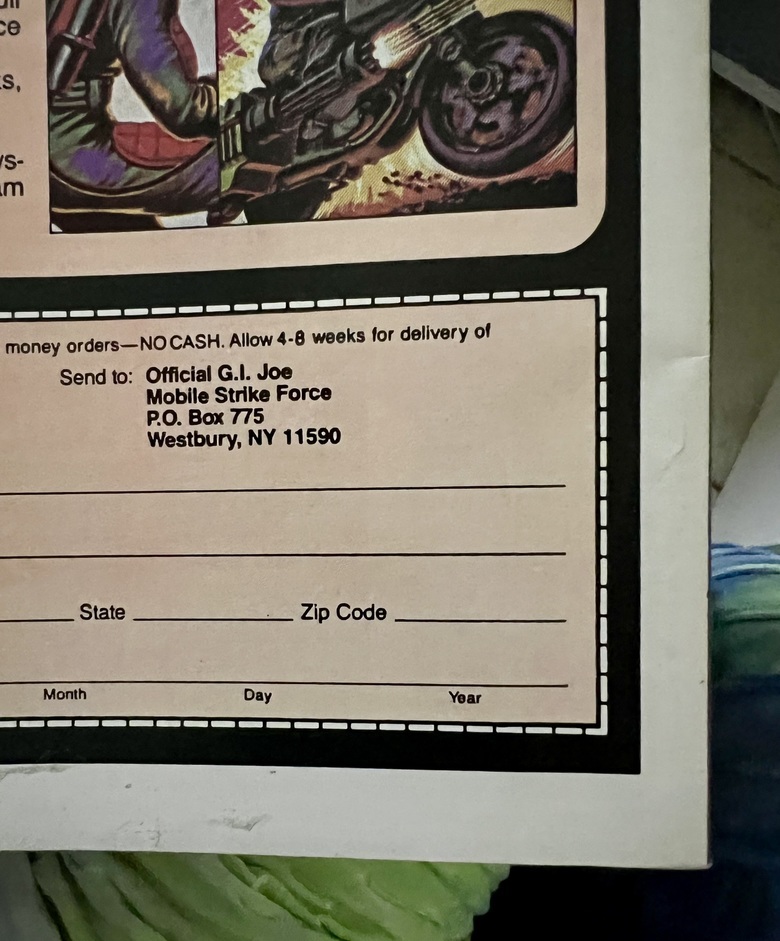 ce
s,
am
money orders—NO CASH. Allow 4-8 weeks for delivery of
Send to: Official G.I. Joe
Mobile Strike Force
P.O. Box 775
Westbury, NY 11590
State Zip Code
Month Day Year